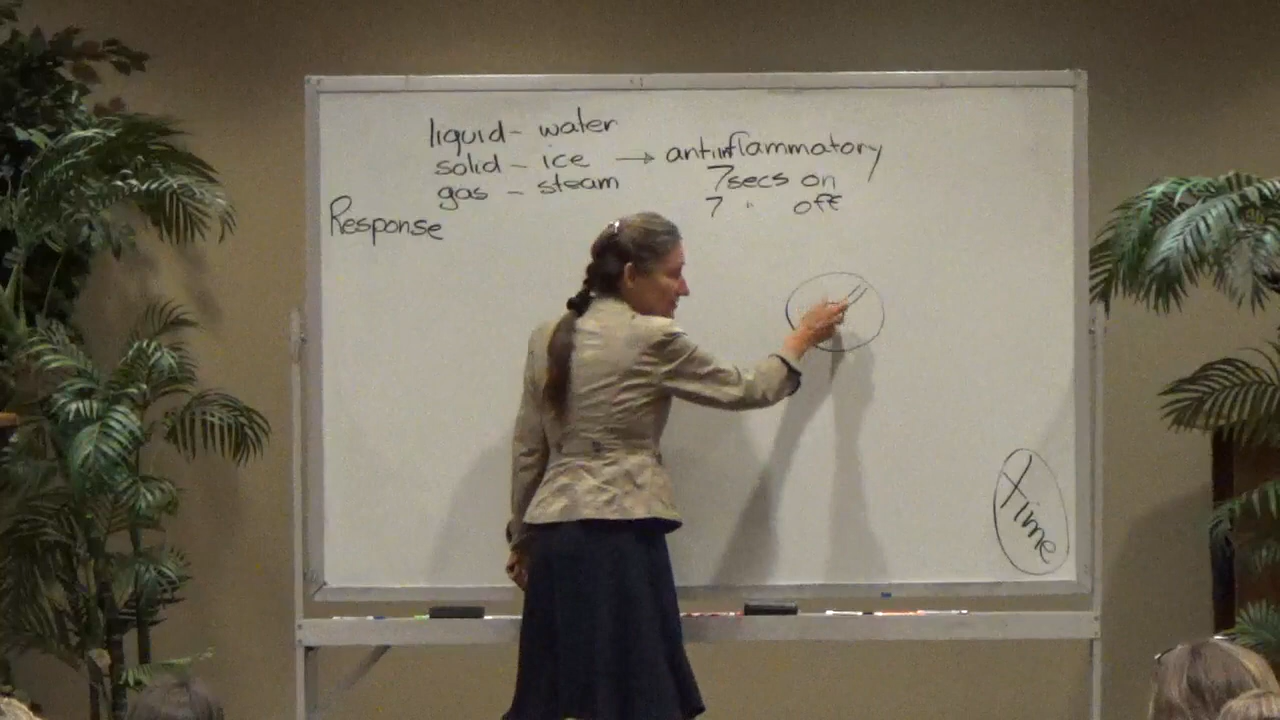 liquid - water
solid - ice → antiinflammatory
gas - steam 7secs on
7 " off
Response
Time